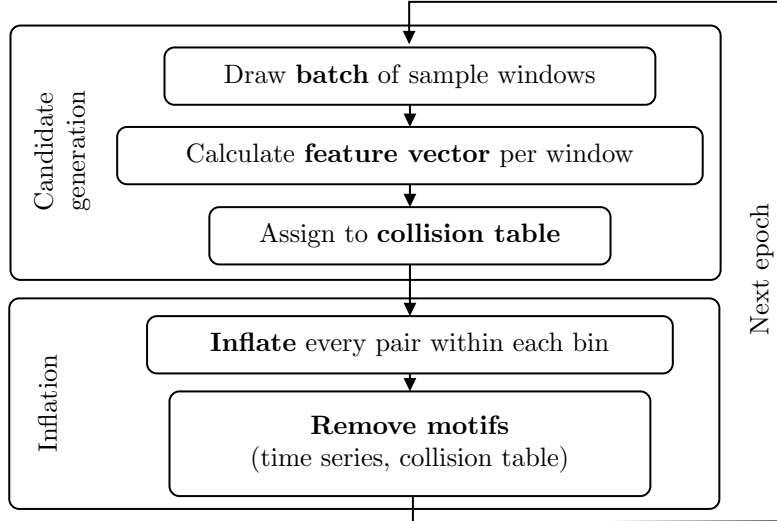 Candidate
generation
Draw batch of sample windows
Calculate feature vector per window
Assign to collision table
Inflation
Inflate every pair within each bin
Remove motifs
(time series, collision table)
Next epoch